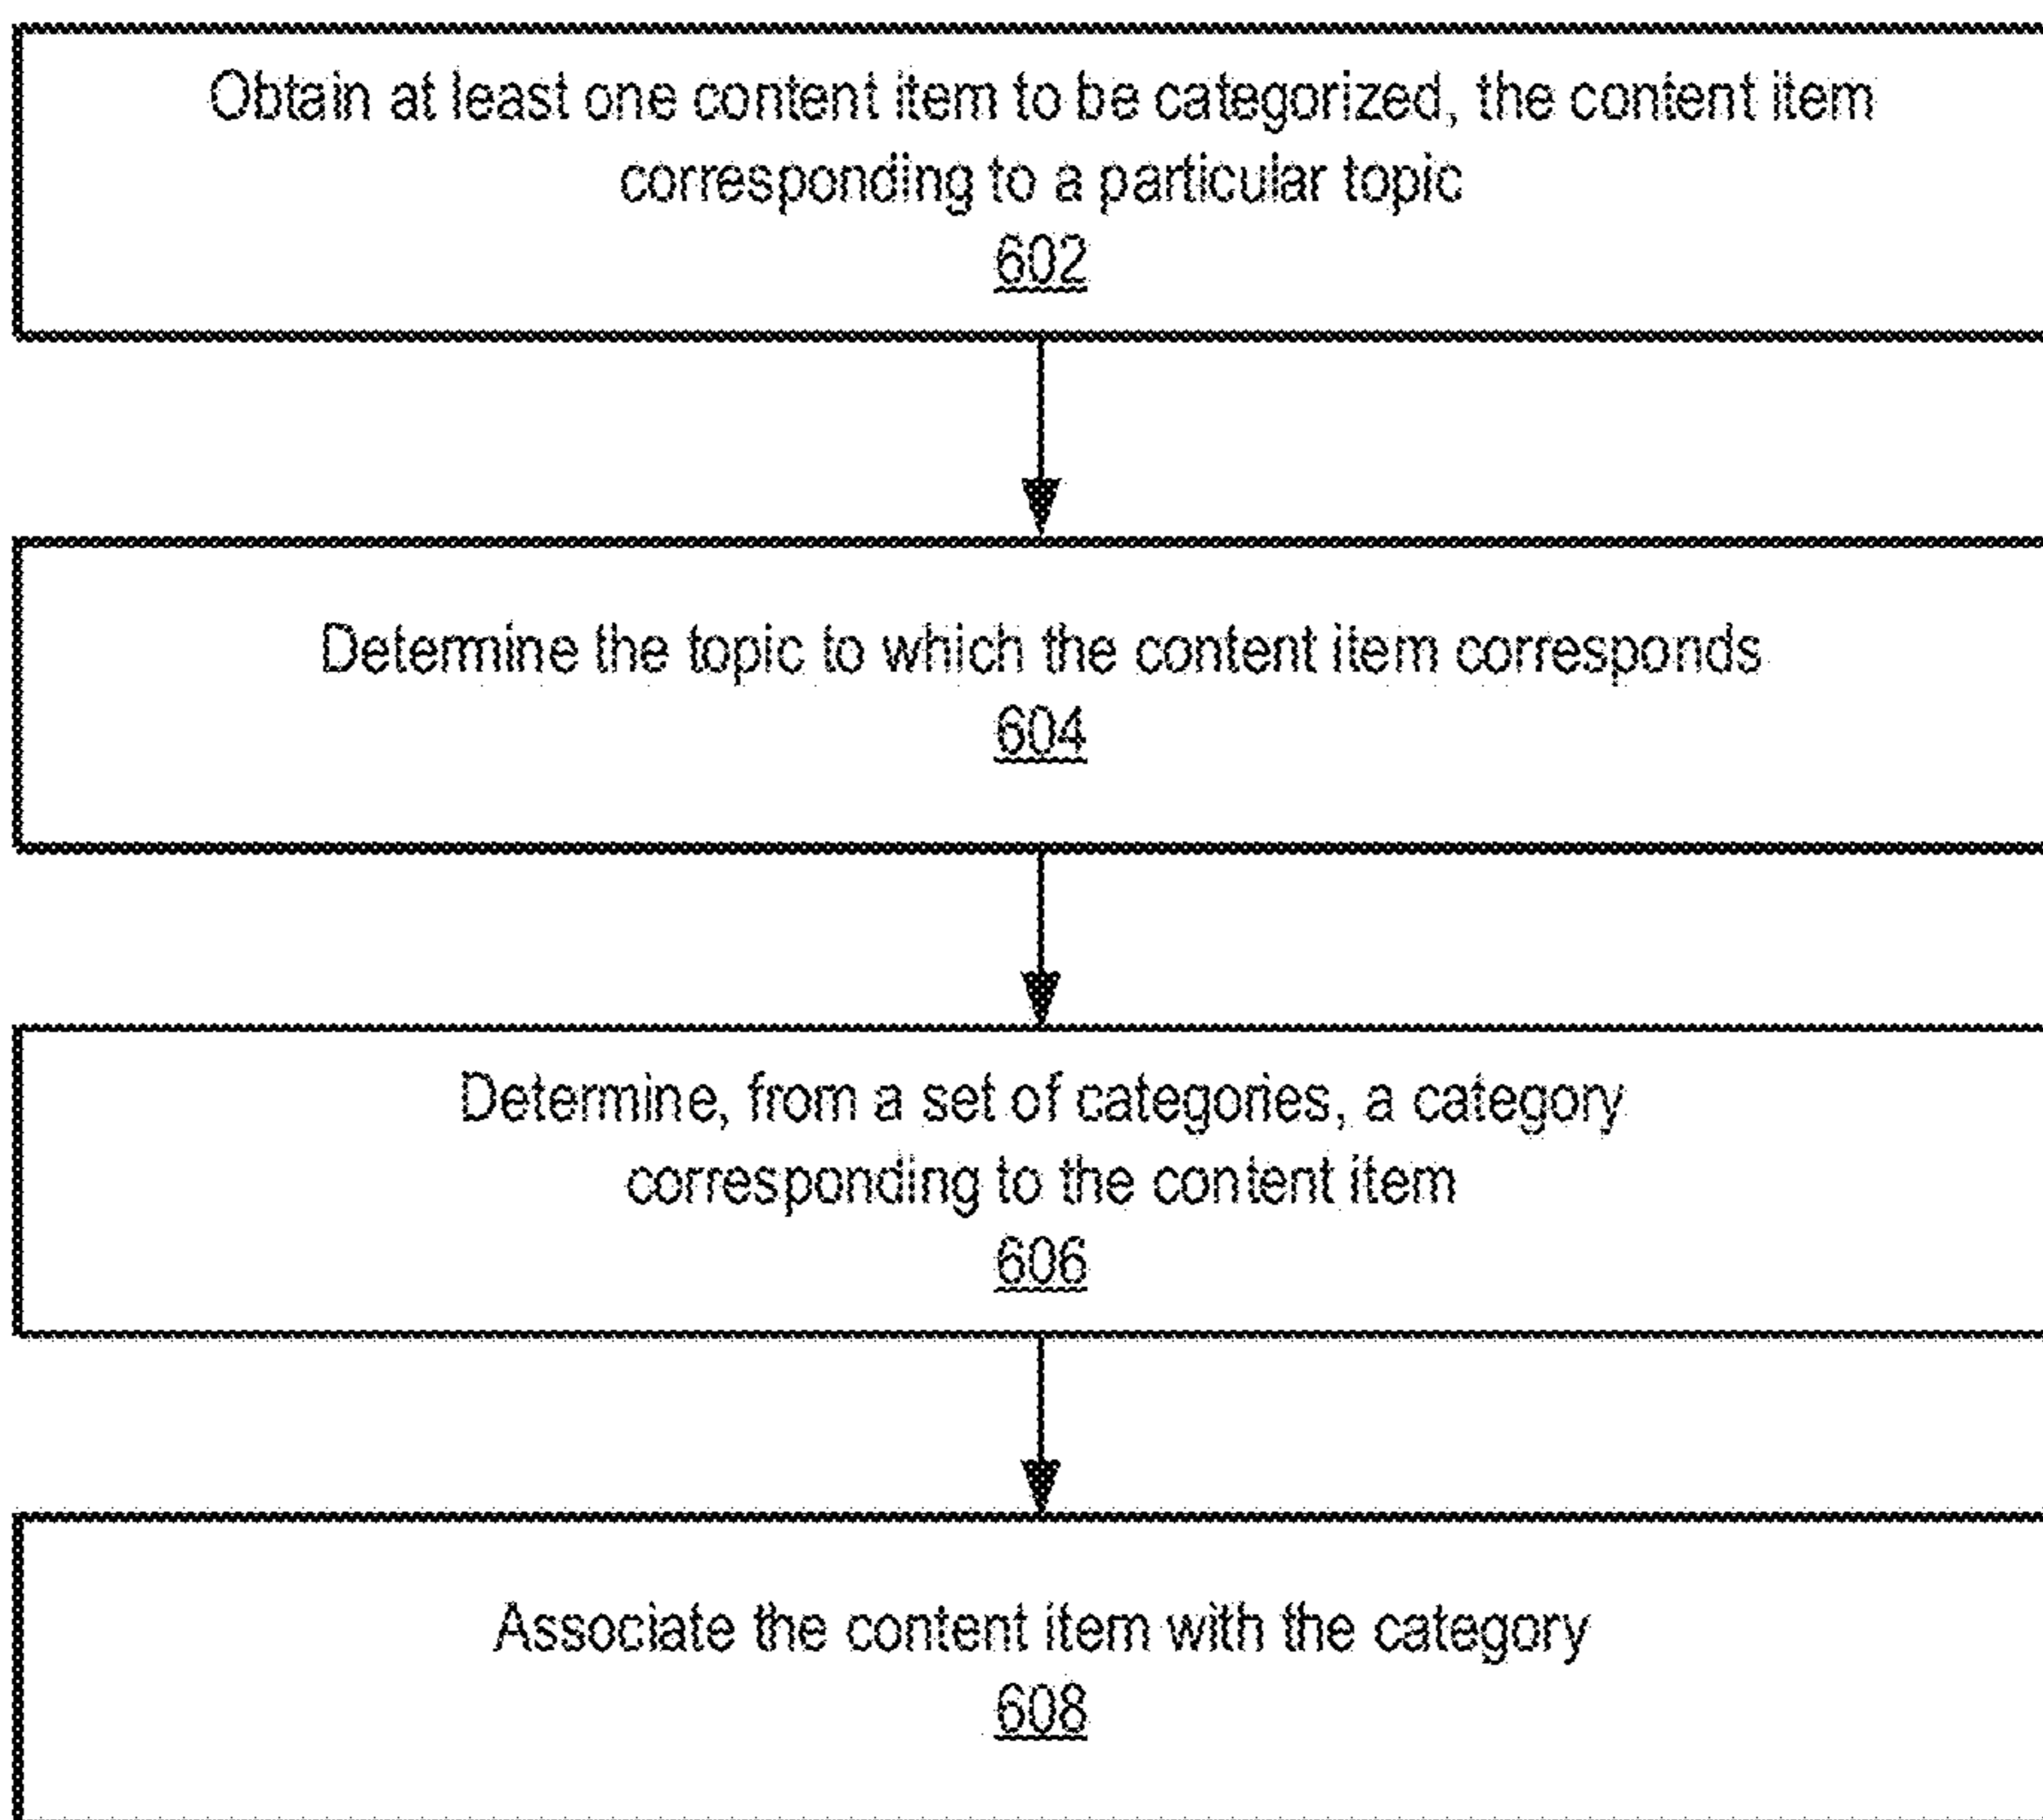 Obtain at least one content item to be categorized, the content item
corresponding to a particular topic
602
Determine the topic to which the content item corresponds
604
Determine, from a set of categories, a category
corresponding to the content item
606
Associate the content item with the category
608